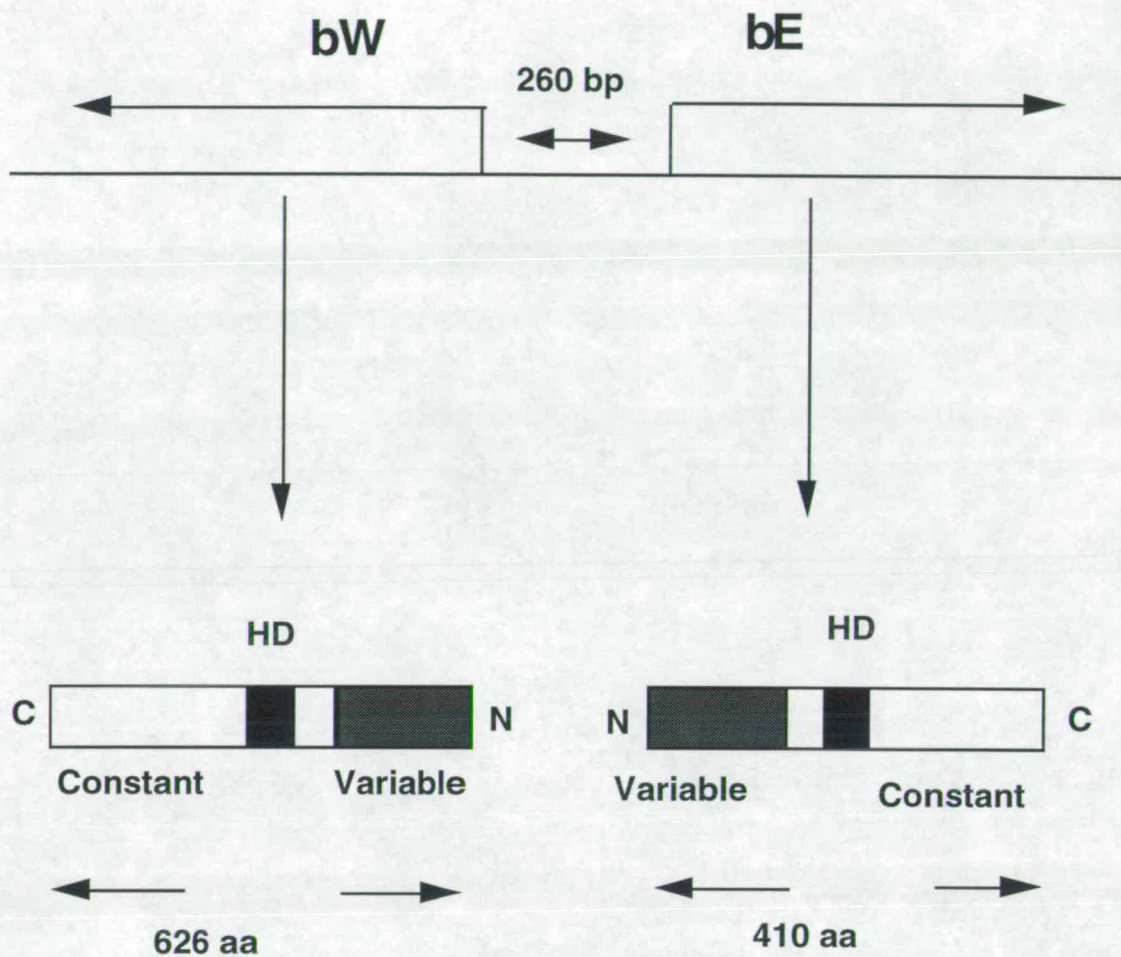 bW
bE
260 bp
HD
HD
C
N
N
C
Constant
Variable
Variable
Constant
626 aa
410 aa